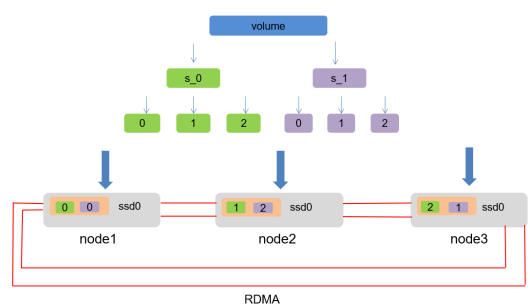 volume
s_0 s_1
0 1 2 0 1 2
0 0 ssd0 1 2 ssd0 2 1 ssd0
node1 node2 node3
RDMA